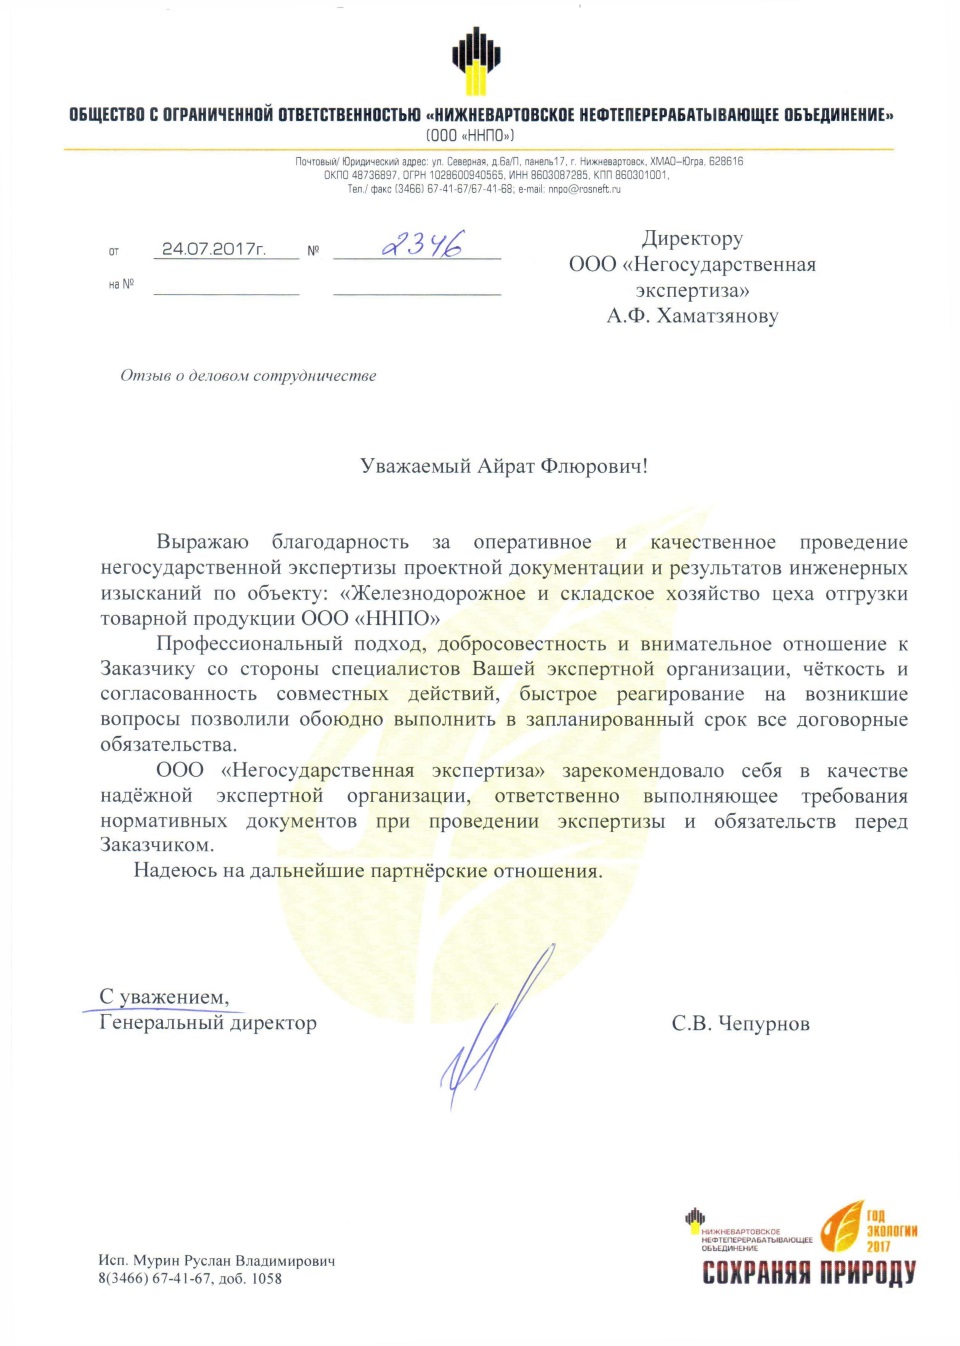 ОБЩЕСТВО С ОГРАНИЧЕННОЙ ОТВЕТСТВЕННОСТЬЮ «НИЖНЕВАРТОВСКОЕ НЕФТЕПЕРЕРАБАТЫВАЮЩЕЕ ОБЪЕДИНЕНИЕ»
(ООО «ННПО»)
Почтовый/ Юридический адрес: ул. Северная, д.6а/П, панель17, г. Нижневартовск, ХМАО–Югра, 628616
ОКПО 48736897, ОГРН 1028600940565, ИНН 8603087285, КПП 860301001,
Тел./ факс (3466) 67-41-67/67-41-68; e-mail: nnpo@rosneft.ru
от 24.07.2017г. № 2346
на №
Директору
ООО «Негосударственная
экспертиза»
А.Ф. Хаматзянову
Отзыв о деловом сотрудничестве
Уважаемый Айрат Флюрович!
Выражаю благодарность за оперативное и качественное проведение
негосударственной экспертизы проектной документации и результатов инженерных
изысканий по объекту: «Железнодорожное и складское хозяйство цеха отгрузки
товарной продукции ООО «ННПО»
Профессиональный подход, добросовестность и внимательное отношение к
Заказчику со стороны специалистов Вашей экспертной организации, чёткость и
согласованность совместных действий, быстрое реагирование на возникшие
вопросы позволили обоюдно выполнить в запланированный срок все договорные
обязательства.
ООО «Негосударственная экспертиза» зарекомендовало себя в качестве
надёжной экспертной организации, ответственно выполняющее требования
нормативных документов при проведении экспертизы и обязательств перед
Заказчиком.
Надеюсь на дальнейшие партнёрские отношения.
С уважением,
Генеральный директор
С.В. Чепурнов
Исп. Мурин Руслан Владимирович
8(3466) 67-41-67, доб. 1058
НИЖНЕВАРТОВСКОЕ
НЕФТЕПЕРЕРАБАТЫВАЮЩЕЕ
ОБЪЕДИНЕНИЕ
ГОД
ЭКОЛОГИИ
2017
СОХРАНЯЯ ПРИРОДУ